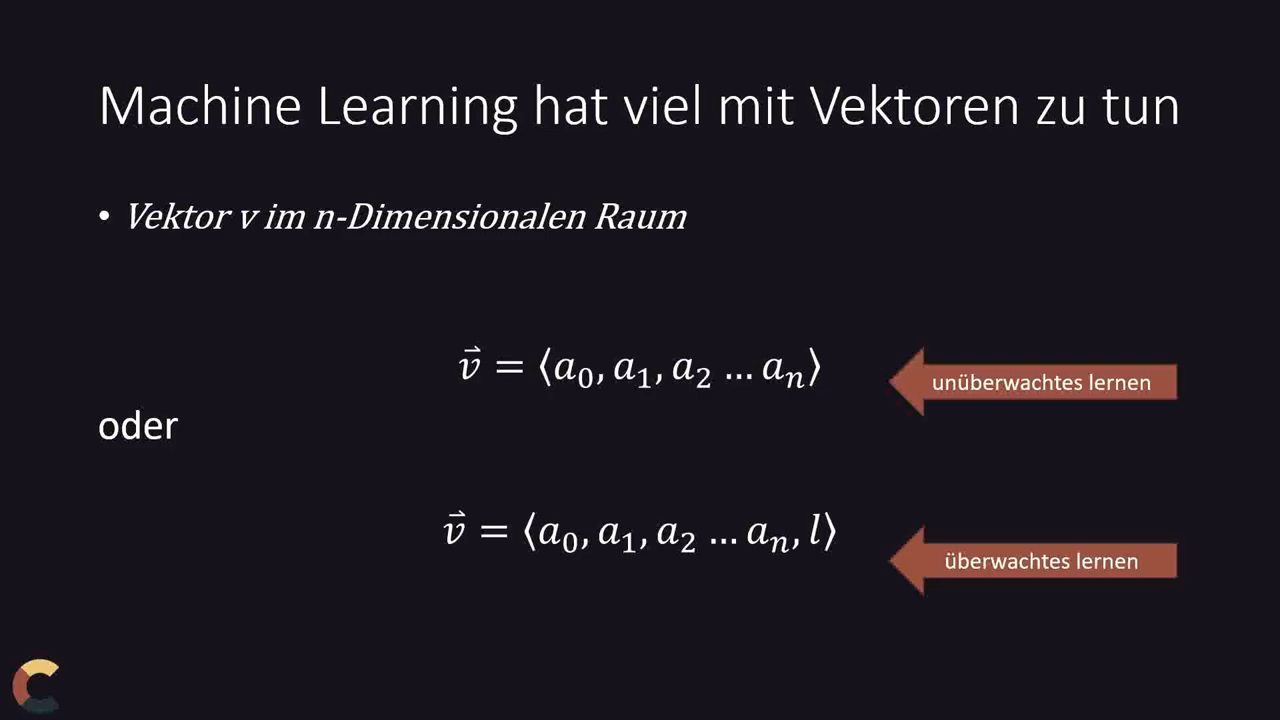 Machine Learning hat viel mit Vektoren zu tun
• Vektor v im n-Dimensionalen Raum
v⃗ = ⟨a₀, a₁, a₂ … aₙ⟩
unüberwachtes lernen
oder
v⃗ = ⟨a₀, a₁, a₂ … aₙ, l⟩
überwachtes lernen